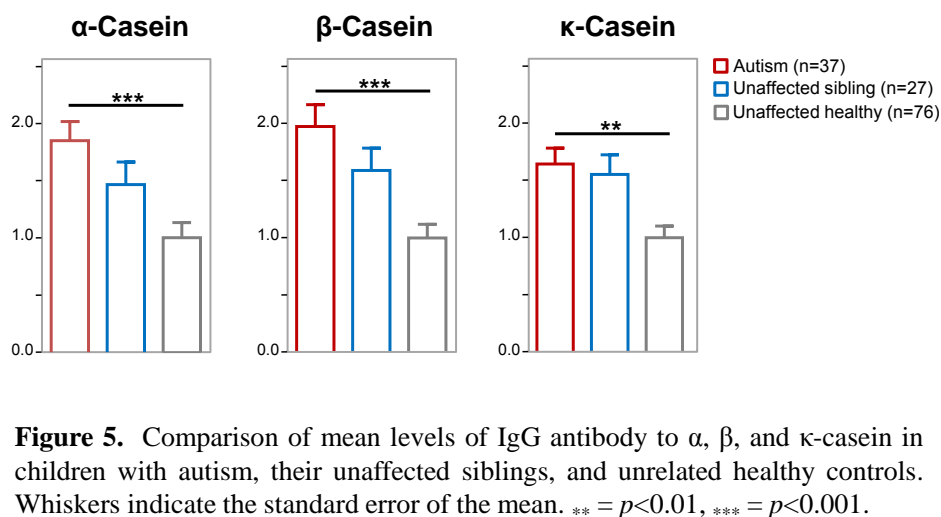 α-Casein
β-Casein
κ-Casein
Autism (n=37)
Unaffected sibling (n=27)
Unaffected healthy (n=76)
***
***
**
2.0
1.0
0.0
2.0
1.0
0.0
2.0
1.0
0.0
Figure 5. Comparison of mean levels of IgG antibody to α, β, and κ-casein in
children with autism, their unaffected siblings, and unrelated healthy controls.
Whiskers indicate the standard error of the mean. ** = p<0.01, *** = p<0.001.